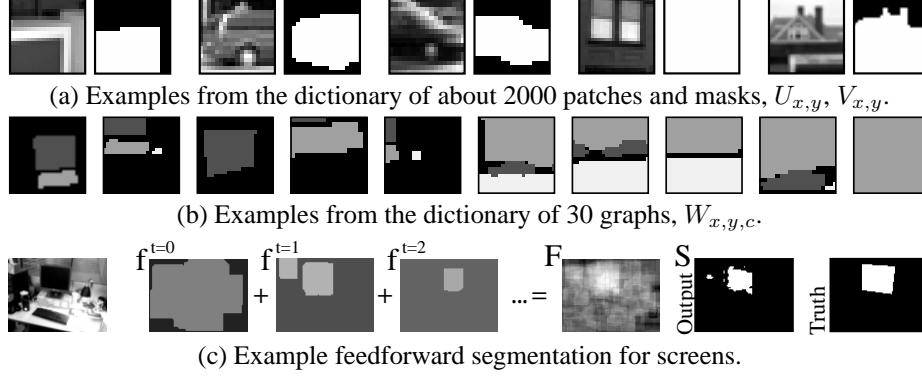 (a) Examples from the dictionary of about 2000 patches and masks, U_{x,y}, V_{x,y}.
(b) Examples from the dictionary of 30 graphs, W_{x,y,c}.
f^{t=0} + f^{t=1} + f^{t=2} ...= F Output S Truth
(c) Example feedforward segmentation for screens.